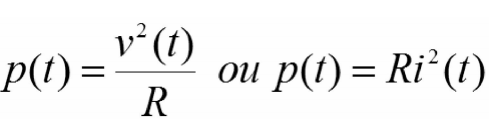 p(t) = v²(t)/R ou p(t) = Ri²(t)